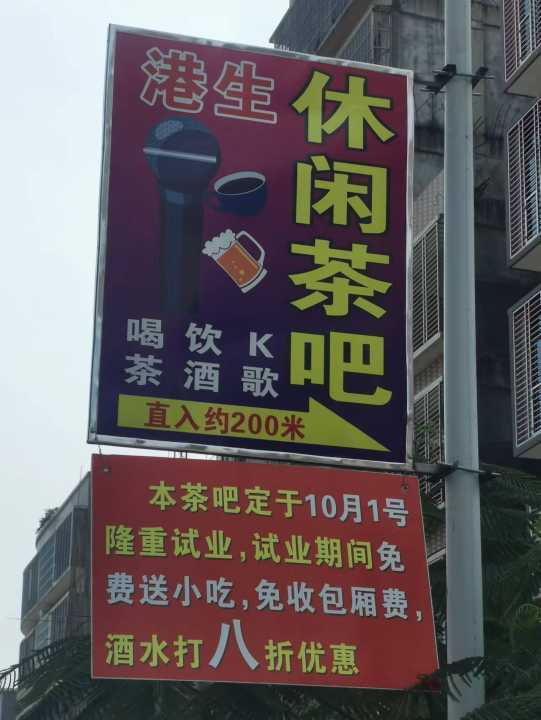 港生
休闲茶吧
喝茶
饮酒
K歌
直入约200米
本茶吧定于10月1号
隆重试业,试业期间免
费送小吃,免收包厢费,
酒水打八折优惠